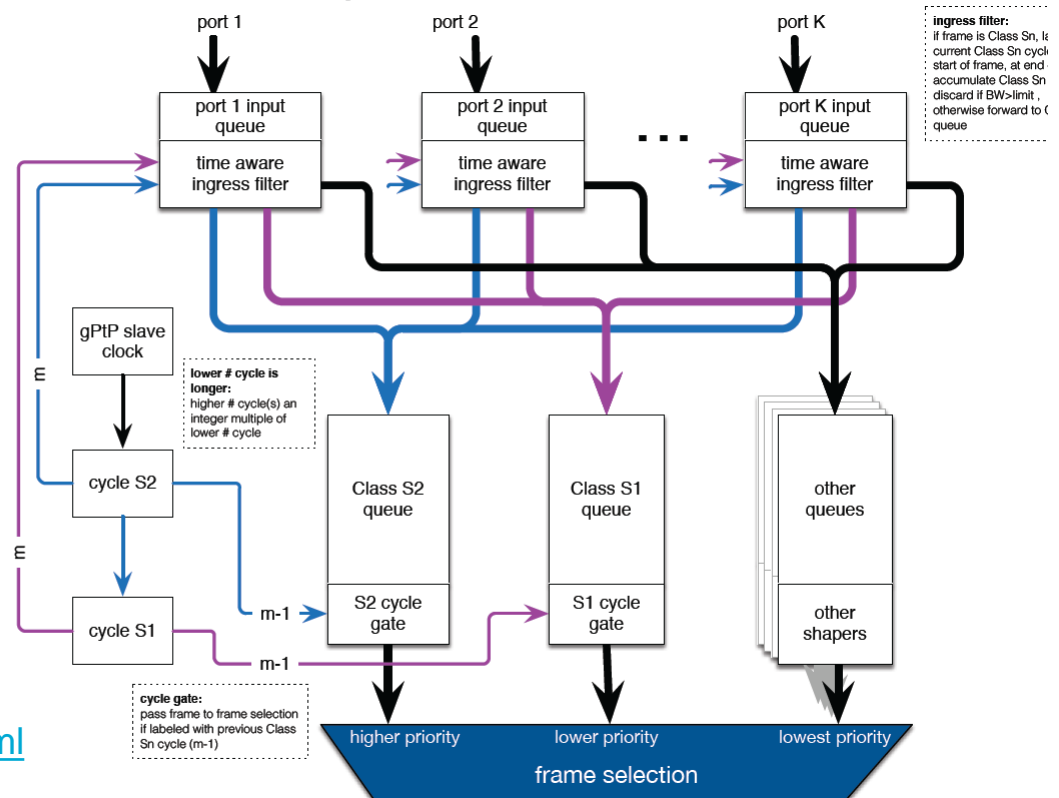 port 1
port 2
port K
ingress filter:
if frame is Class Sn,
current Class Sn
start of frame, at end
accumulate Class Sn
discard if BW>limit ,
otherwise forward to
queue
port 1 input
queue
port 2 input
queue
port K input
queue
...
time aware
ingress filter
time aware
ingress filter
time aware
ingress filter
gPtP slave
clock
m
lower # cycle is
longer:
higher # cycle(s) an
integer multiple of
lower # cycle
cycle S2
Class S2
queue
Class S1
queue
other
queues
m
cycle S1
m-1
S2 cycle
gate
S1 cycle
gate
other
shapers
m-1
cycle gate:
pass frame to frame selection
if labeled with previous Class
Sn cycle (m-1)
ml
higher priority
lower priority
lowest priority
frame selection